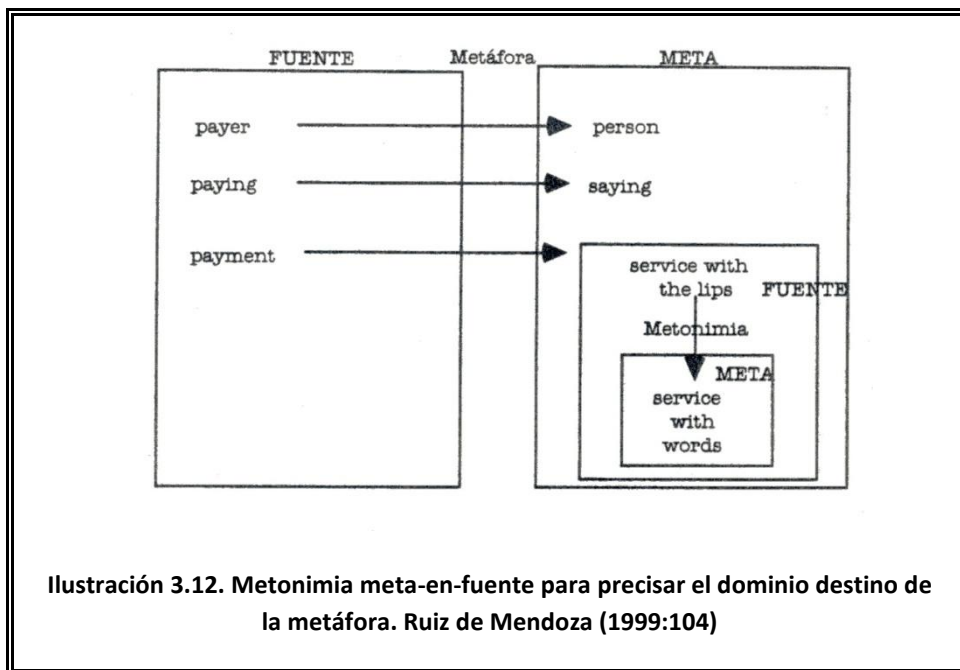 FUENTE Metáfora META
payer person
paying saying
payment
service with
the lips FUENTE
Metonimia
META
service
with
words
Ilustración 3.12. Metonimia meta-en-fuente para precisar el dominio destino de
la metáfora. Ruiz de Mendoza (1999:104)